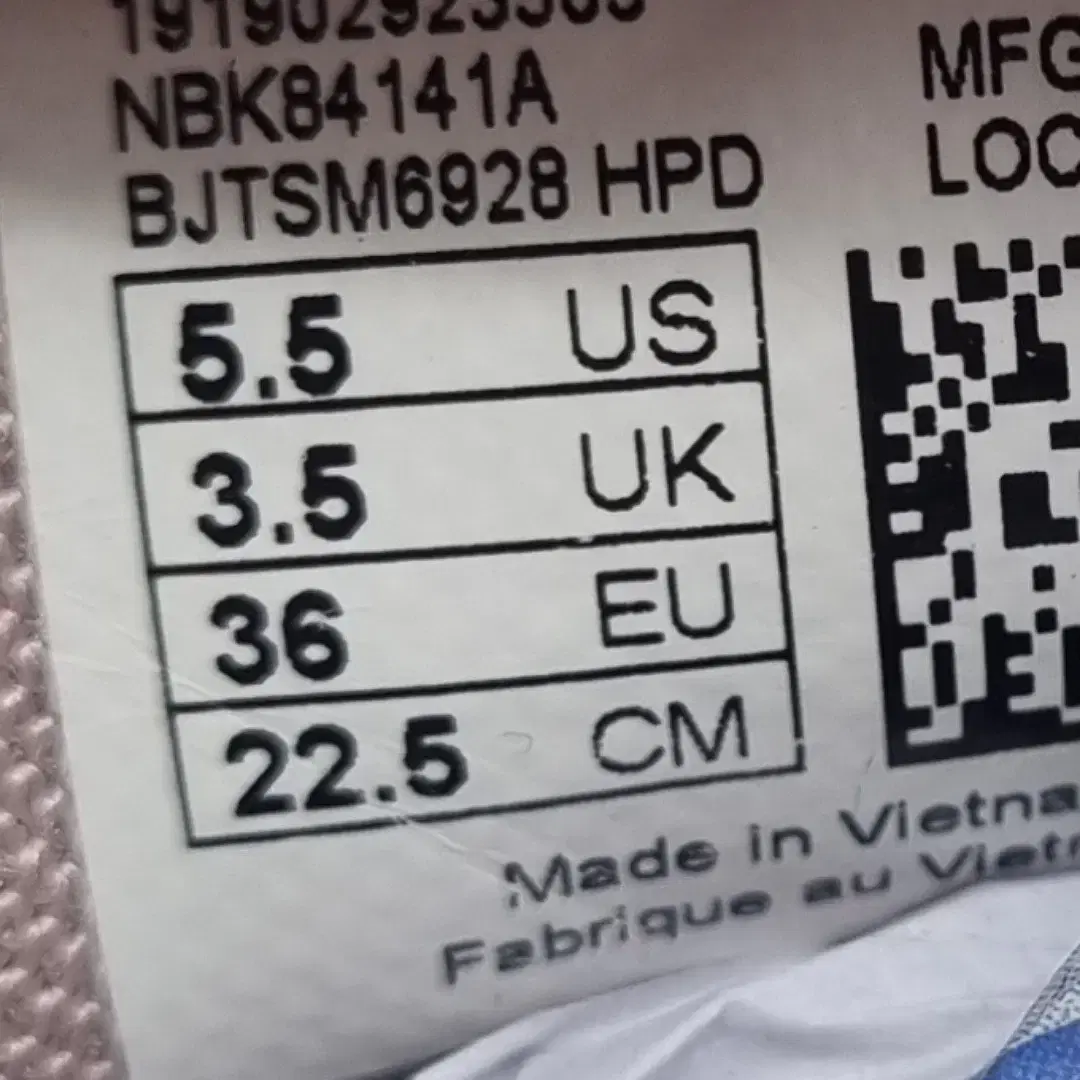 NBK84141A
BJTSM6928 HPD
5.5 US
3.5 UK
36 EU
22.5 CM
MFG
LOC
Made in Vietna
Fabrique au Viet